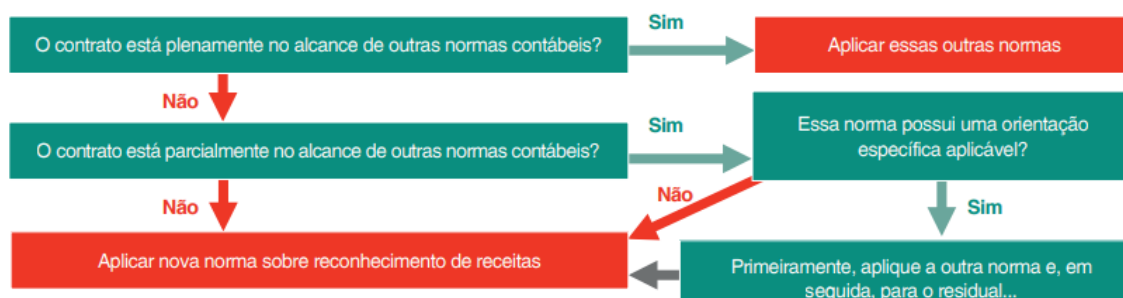 O contrato está plenamente no alcance de outras normas contábeis?
Sim
Aplicar essas outras normas
Não
O contrato está parcialmente no alcance de outras normas contábeis?
Sim
Essa norma possui uma orientação
específica aplicável?
Não
Não
Sim
Aplicar nova norma sobre reconhecimento de receitas
Primeiramente, aplique a outra norma e, em
seguida, para o residual...